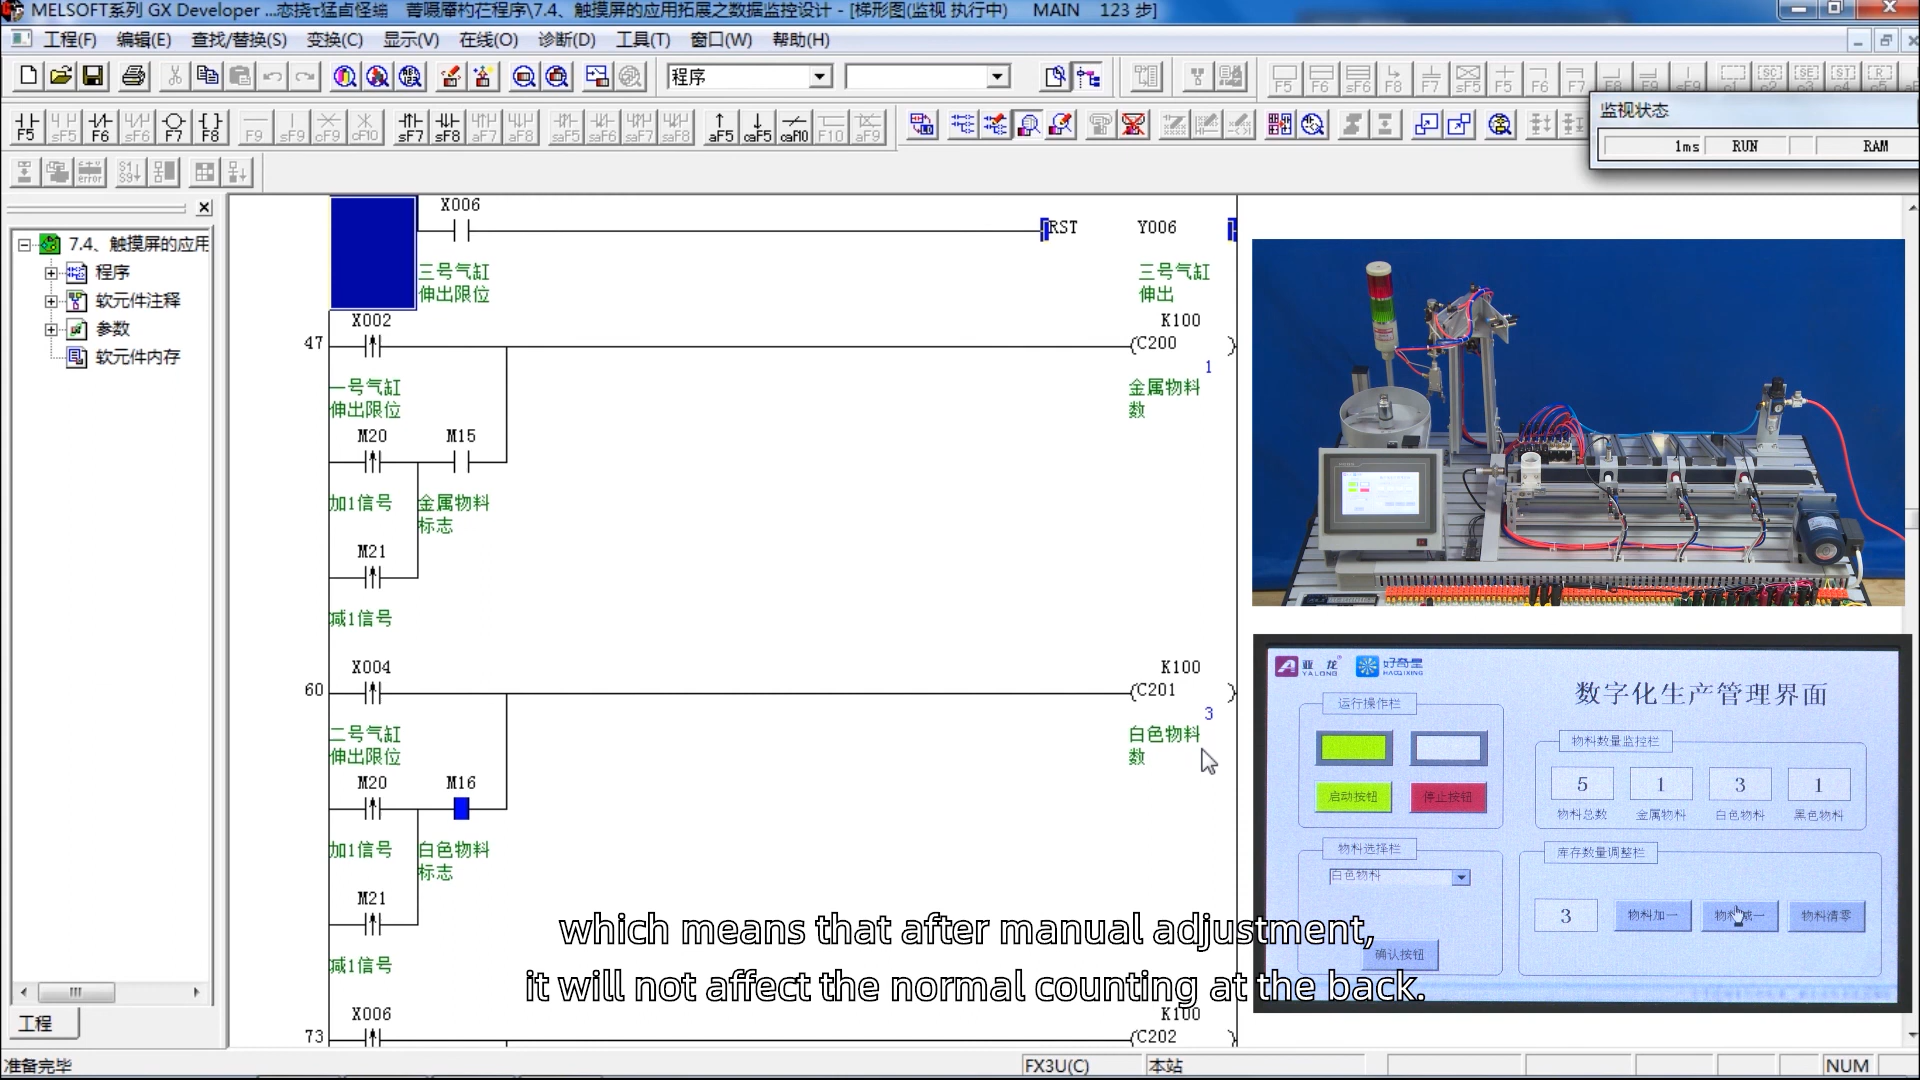 MELSOFT系列 GX Developer
7.4、触摸屏的应用拓展之数据监控设计 - [梯形图(监视 执行中) MAIN 123 步]
工程(F) 编辑(E) 查找/替换(S) 变换(C) 显示(V) 在线(O) 诊断(D) 工具(T) 窗口(W) 帮助(H)
程序
监视状态
1ms RUN RAM
7.4、触摸屏的应用
程序
软元件注释
参数
软元件内存
工程
X006 RST Y006
三号气缸 三号气缸
伸出限位 伸出
X002 K100
47 C200
1
一号气缸 金属物料
伸出限位 数
M20 M15
加1信号 金属物料
标志
M21
减1信号
X004 K100
60 C201
3
二号气缸 白色物料
伸出限位 数
M20 M16
加1信号 白色物料
标志
M21
减1信号
X006 K100
73 C202
亚龙 YALONG 好奇星 HAOQIXING
数字化生产管理界面
运行操作栏
启动按钮 停止按钮
物料数量监控栏
5 1 3 1
物料总数 金属物料 白色物料 黑色物料
物料选择栏
白色物料
确认按钮
库存数量调整栏
3 物料加一 物料减一 物料清零
which means that after manual adjustment,
it will not affect the normal counting at the back.
准备完毕 FX3U(C) 本站 NUM